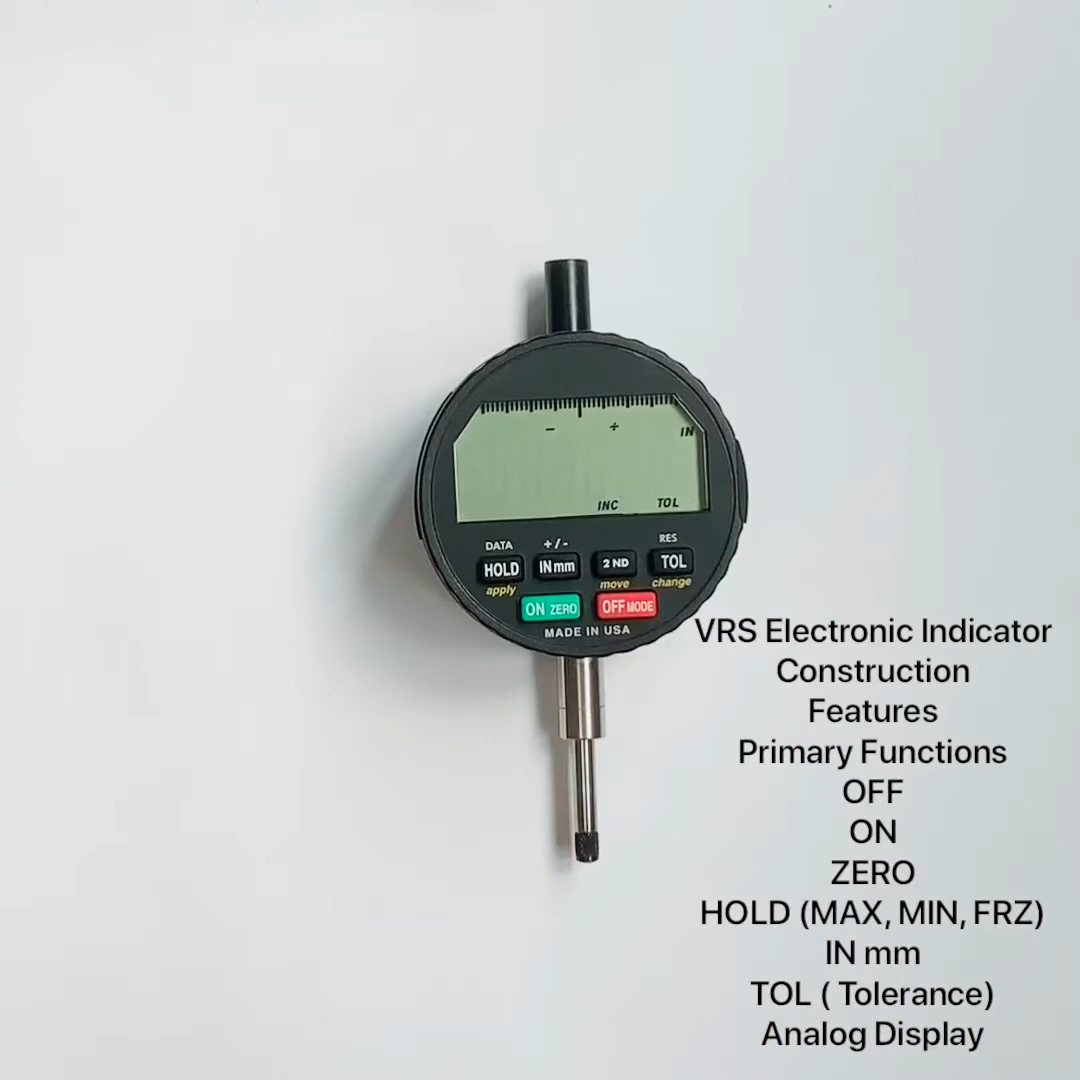 − +
IN
INC TOL
DATA +/- RES
HOLD IN mm 2 ND TOL
apply move change
ON ZERO OFF MODE
MADE IN USA
VRS Electronic Indicator
Construction
Features
Primary Functions
OFF
ON
ZERO
HOLD (MAX, MIN, FRZ)
IN mm
TOL ( Tolerance)
Analog Display